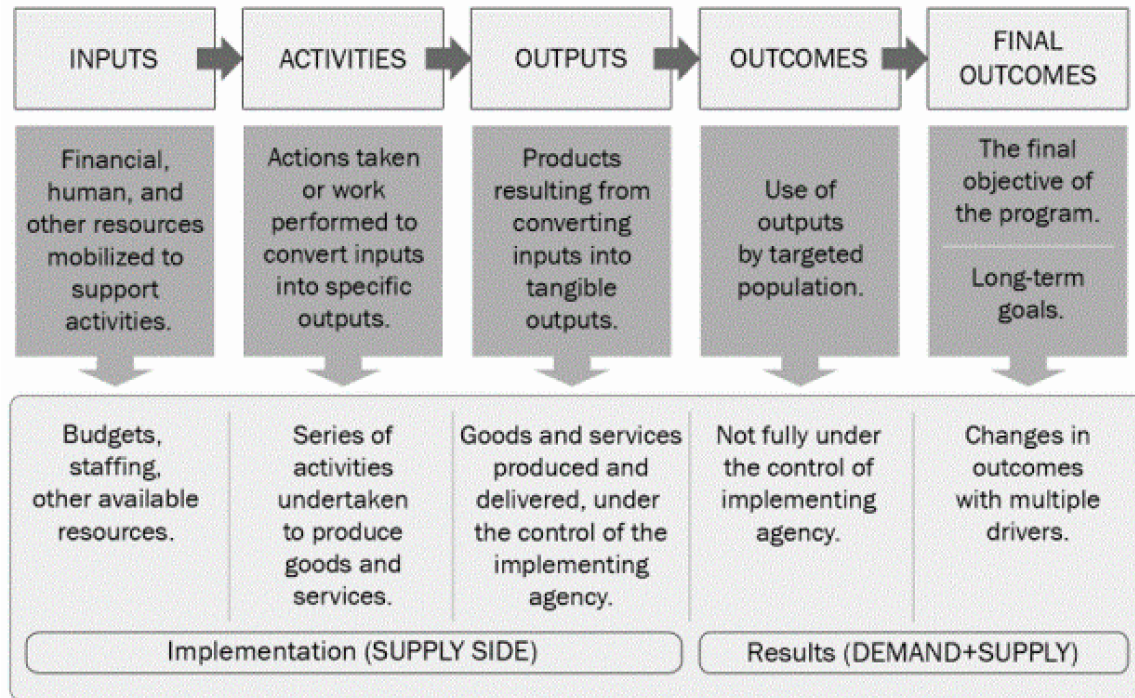 INPUTS
ACTIVITIES
OUTPUTS
OUTCOMES
FINAL
OUTCOMES
Financial,
human, and
other resources
mobilized to
support
activities.
Actions taken
or work
performed to
convert inputs
into specific
outputs.
Products
resulting from
converting
inputs into
tangible
outputs.
Use of
outputs
by targeted
population.
The final
objective of
the program.
Long-term
goals.
Budgets,
staffing,
other available
resources.
Series of
activities
undertaken
to produce
goods and
services.
Goods and services
produced and
delivered, under
the control of the
implementing
agency.
Not fully under
the control of
implementing
agency.
Changes in
outcomes
with multiple
drivers.
Implementation (SUPPLY SIDE)
Results (DEMAND+SUPPLY)